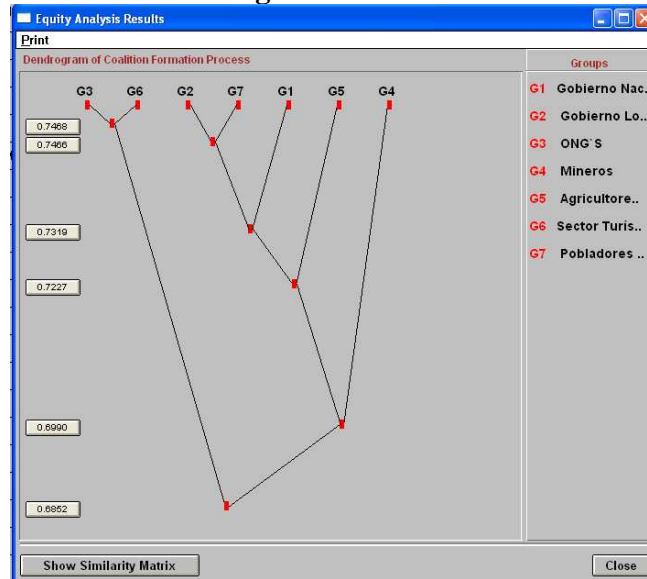 Equity Analysis Results
Print
Dendrogram of Coalition Formation Process
Groups
G3 G6 G2 G7 G1 G5 G4
0.7468
0.7466
0.7319
0.7227
0.6990
0.6852
G1 Gobierno Nac.
G2 Gobierno Lo..
G3 ONG`S
G4 Mineros
G5 Agricultore..
G6 Sector Turis..
G7 Pobladores ..
Show Similarity Matrix
Close